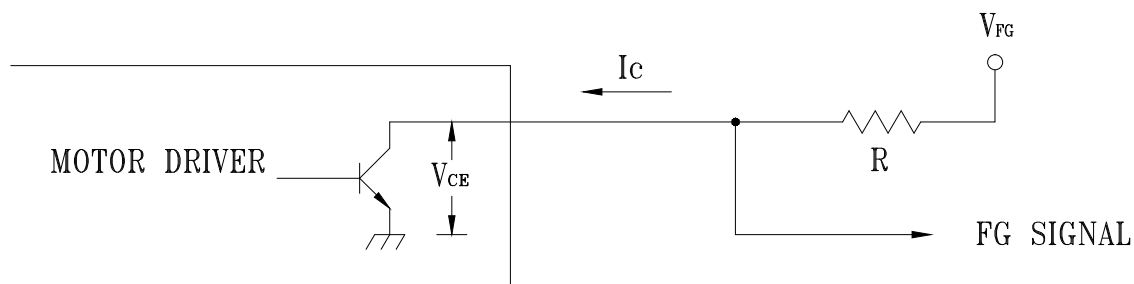 VFG
Ic
MOTOR DRIVER
VCE
R
FG SIGNAL